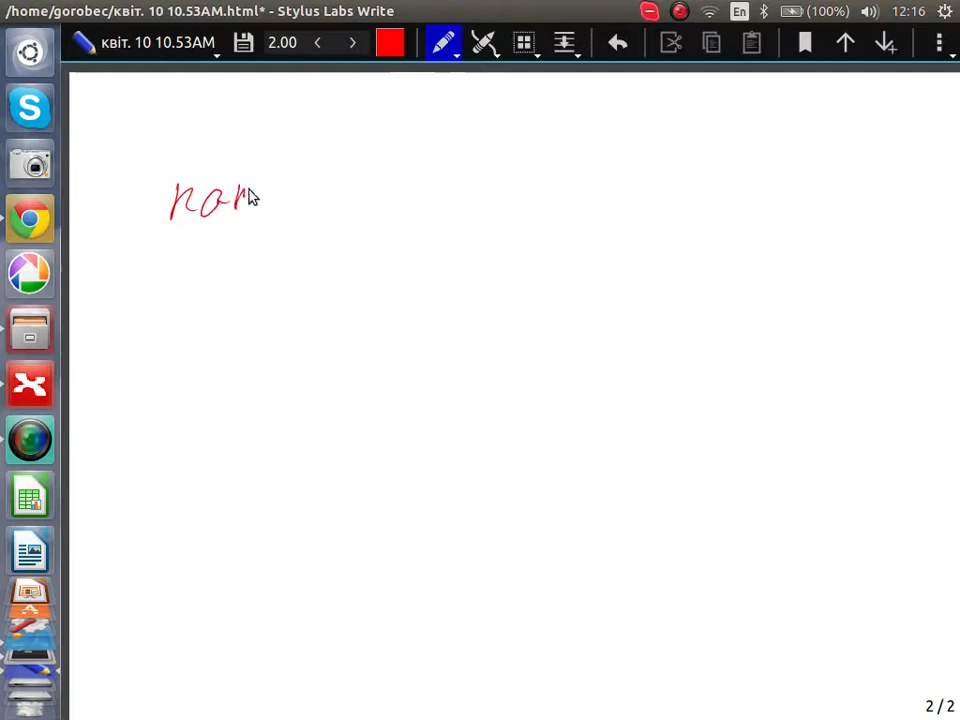 /home/gorobec/квіт. 10 10.53AM.html* - Stylus Labs Write En (100%) 12:16
квіт. 10 10.53AM 2.00
S
2 / 2